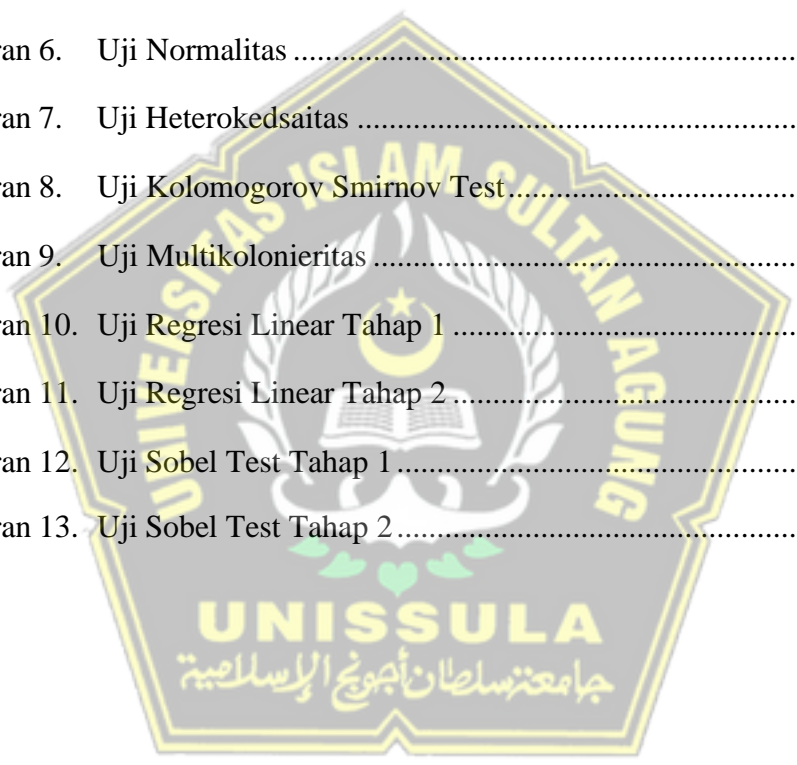 ran 6. Uji Normalitas ............................................................
ran 7. Uji Heterokedsaitas ....................................................
ran 8. Uji Kolomogorov Smirnov Test ...................................
ran 9. Uji Multikolonieritas ..................................................
ran 10. Uji Regresi Linear Tahap 1 .........................................
ran 11. Uji Regresi Linear Tahap 2 .........................................
ran 12. Uji Sobel Test Tahap 1 ................................................
ran 13. Uji Sobel Test Tahap 2 ................................................
UNIVERSITAS ISLAM SULTAN AGUNG
UNISSULA
جامعة سلطان أجونج الإسلامية